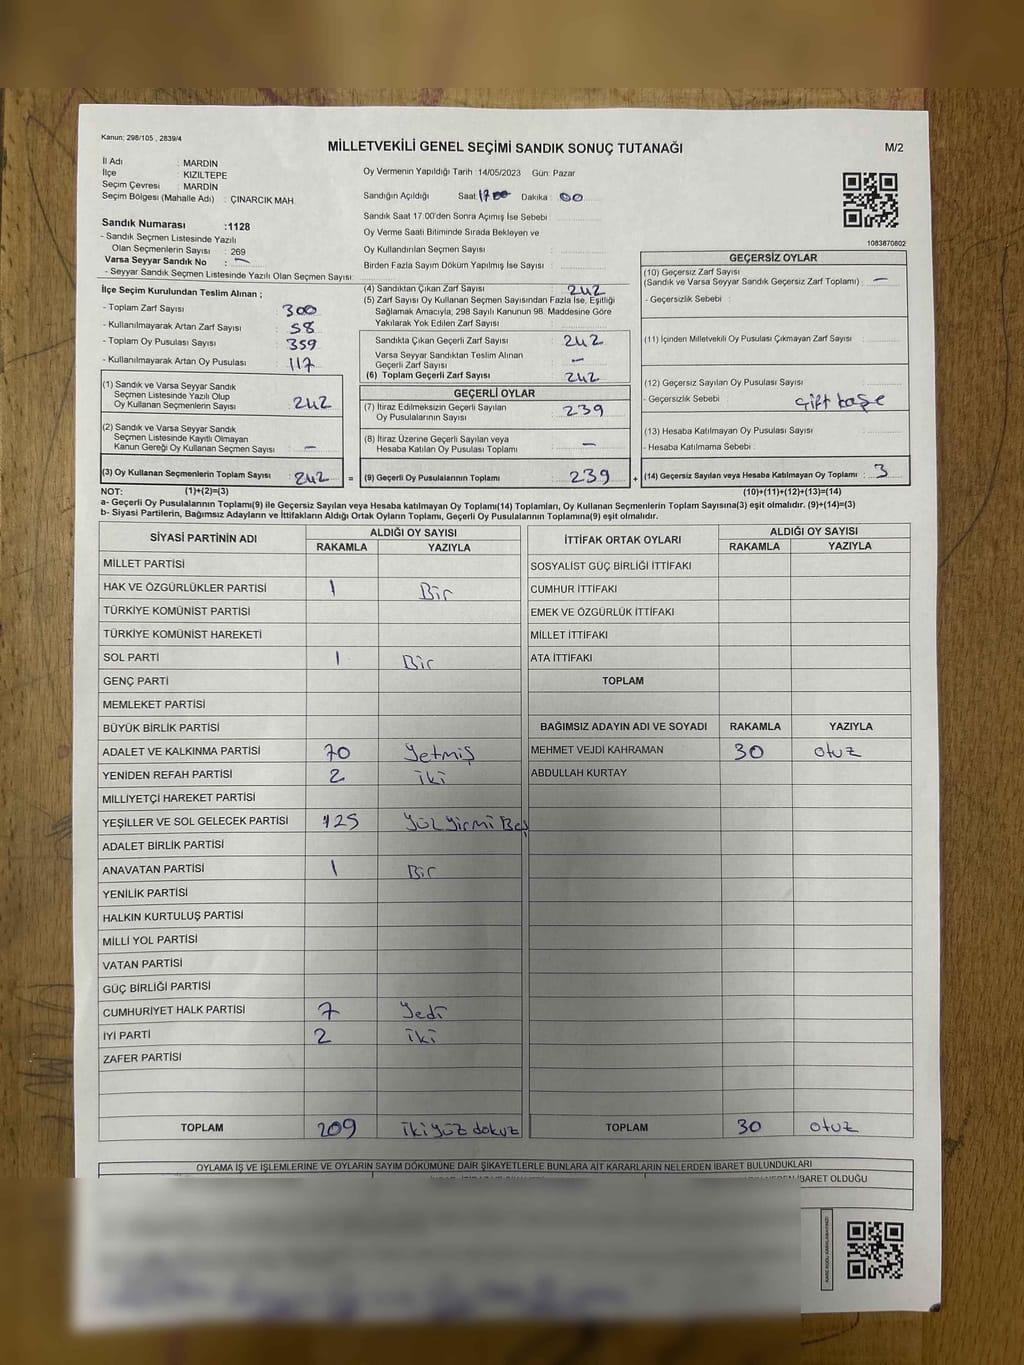 Kanun; 298/105 , 2839/4
MİLLETVEKİLİ GENEL SEÇİMİ SANDIK SONUÇ TUTANAĞI
M/2
İl Adı : MARDİN
İlçe : KIZILTEPE
Seçim Çevresi : MARDİN
Seçim Bölgesi (Mahalle Adı) : ÇINARCIK MAH.
Sandık Numarası :1128
- Sandık Seçmen Listesinde Yazılı
Olan Seçmenlerin Sayısı : 269
Varsa Seyyar Sandık No : -
- Seyyar Sandık Seçmen Listesinde Yazılı Olan Seçmen Sayısı:
Oy Vermenin Yapıldığı Tarih :14/05/2023 Gün: Pazar
Sandığın Açıldığı Saat: 17 00 Dakika : 00
Sandık Saat 17:00'den Sonra Açımış İse Sebebi :
Oy Verme Saati Bitiminde Sırada Bekleyen ve
Oy Kullandırılan Seçmen Sayısı :
Birden Fazla Sayım Döküm Yapılmış İse Sayısı :
1083870802
İlçe Seçim Kurulundan Teslim Alınan ;
- Toplam Zarf Sayısı : 300
- Kullanılmayarak Artan Zarf Sayısı : 58
- Toplam Oy Pusulası Sayısı : 359
- Kullanılmayarak Artan Oy Pusulası : 117
(1) Sandık ve Varsa Seyyar Sandık
Seçmen Listesinde Yazılı Olup
Oy Kullanan Seçmenlerin Sayısı : 242
(2) Sandık ve Varsa Seyyar Sandık
Seçmen Listesinde Kayıtlı Olmayan
Kanun Gereği Oy Kullanan Seçmen Sayısı : -
(3) Oy Kullanan Seçmenlerin Toplam Sayısı : 242 =
(4) Sandıktan Çıkan Zarf Sayısı : 242
(5) Zarf Sayısı Oy Kullanan Seçmen Sayısından Fazla İse, Eşitliği
Sağlamak Amacıyla, 298 Sayılı Kanunun 98. Maddesine Göre
Yakılarak Yok Edilen Zarf Sayısı :
Sandıkta Çıkan Geçerli Zarf Sayısı : 242
Varsa Seyyar Sandıktan Teslim Alınan
Geçerli Zarf Sayısı : -
(6) Toplam Geçerli Zarf Sayısı : 242
GEÇERLİ OYLAR
(7) İtiraz Edilmeksizin Geçerli Sayılan
Oy Pusulalarının Sayısı : 239
(8) İtiraz Üzerine Geçerli Sayılan veya
Hesaba Katılan Oy Pusulası Toplamı : -
(9) Geçerli Oy Pusulalarının Toplamı : 239 +
GEÇERSİZ OYLAR
(10) Geçersiz Zarf Sayısı
(Sandık ve Varsa Seyyar Sandık Geçersiz Zarf Toplamı) : -
- Geçersizlik Sebebi :
(11) İçinden Milletvekili Oy Pusulası Çıkmayan Zarf Sayısı :
(12) Geçersiz Sayılan Oy Pusulası Sayısı :
- Geçersizlik Sebebi : Çift kaşe
(13) Hesaba Katılmayan Oy Pusulası Sayısı :
- Hesaba Katılmama Sebebi :
(14) Geçersiz Sayılan veya Hesaba Katılmayan Oy Toplamı : 3
NOT: (1)+(2)=(3) (10)+(11)+(12)+(13)=(14)
a- Geçerli Oy Pusulalarının Toplamı(9) ile Geçersiz Sayılan veya Hesaba katılmayan Oy Toplamı(14) Toplamları, Oy Kullanan Seçmenlerin Toplam Sayısına(3) eşit olmalıdır. (9)+(14)=(3)
b- Siyasi Partilerin, Bağımsız Adayların ve İttifakların Aldığı Oyların Toplamı, Geçerli Oy Pusulalarının Toplamına(9) eşit olmalıdır.
SİYASİ PARTİNİN ADI ALDIĞI OY SAYISI
RAKAMLA YAZIYLA
MİLLET PARTİSİ
HAK VE ÖZGÜRLÜKLER PARTİSİ 1 Bir
TÜRKİYE KOMÜNİST PARTİSİ
TÜRKİYE KOMÜNİST HAREKETİ
SOL PARTİ 1 Bir
GENÇ PARTİ
MEMLEKET PARTİSİ
BÜYÜK BİRLİK PARTİSİ
ADALET VE KALKINMA PARTİSİ 70 Yetmiş
YENİDEN REFAH PARTİSİ 2 iki
MİLLİYETÇİ HAREKET PARTİSİ
YEŞİLLER VE SOL GELECEK PARTİSİ 125 Yüz Yirmi Beş
ADALET BİRLİK PARTİSİ
ANAVATAN PARTİSİ 1 Bir
YENİLİK PARTİSİ
HALKIN KURTULUŞ PARTİSİ
MİLLİ YOL PARTİSİ
VATAN PARTİSİ
GÜÇ BİRLİĞİ PARTİSİ
CUMHURİYET HALK PARTİSİ 7 Yedi
İYİ PARTİ 2 iki
ZAFER PARTİSİ
TOPLAM 209 ikiyüz dokuz
İTTİFAK ORTAK OYLARI ALDIĞI OY SAYISI
RAKAMLA YAZIYLA
SOSYALİST GÜÇ BİRLİĞİ İTTİFAKI
CUMHUR İTTİFAKI
EMEK VE ÖZGÜRLÜK İTTİFAKI
MİLLET İTTİFAKI
ATA İTTİFAKI
TOPLAM
BAĞIMSIZ ADAYIN ADI VE SOYADI RAKAMLA YAZIYLA
MEHMET VEJDİ KAHRAMAN 30 otuz
ABDULLAH KURTAY
TOPLAM 30 otuz
OYLAMA İŞ VE İŞLEMLERİNE VE OYLARIN SAYIM DÖKÜMÜNE DAİR ŞİKAYETLERLE BUNLARA AİT KARARLARIN NELERDEN İBARET BULUNDUKLARI
İBARET OLDUĞU